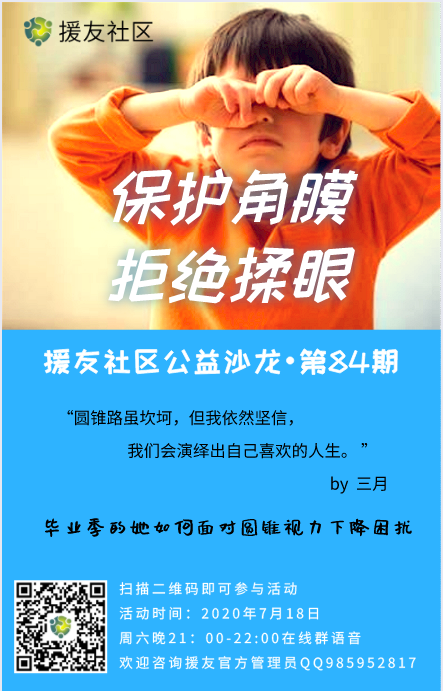 援友社区
保护角膜
拒绝揉眼
援友社区公益沙龙•第84期
“圆锥路虽坎坷，但我依然坚信，
我们会演绎出自己喜欢的人生。”
by 三月
毕业季的她如何面对圆锥视力下降困扰
扫描二维码即可参与活动
活动时间：2020年7月18日
周六晚21：00-22:00在线群语音
欢迎咨询援友官方管理员QQ985952817